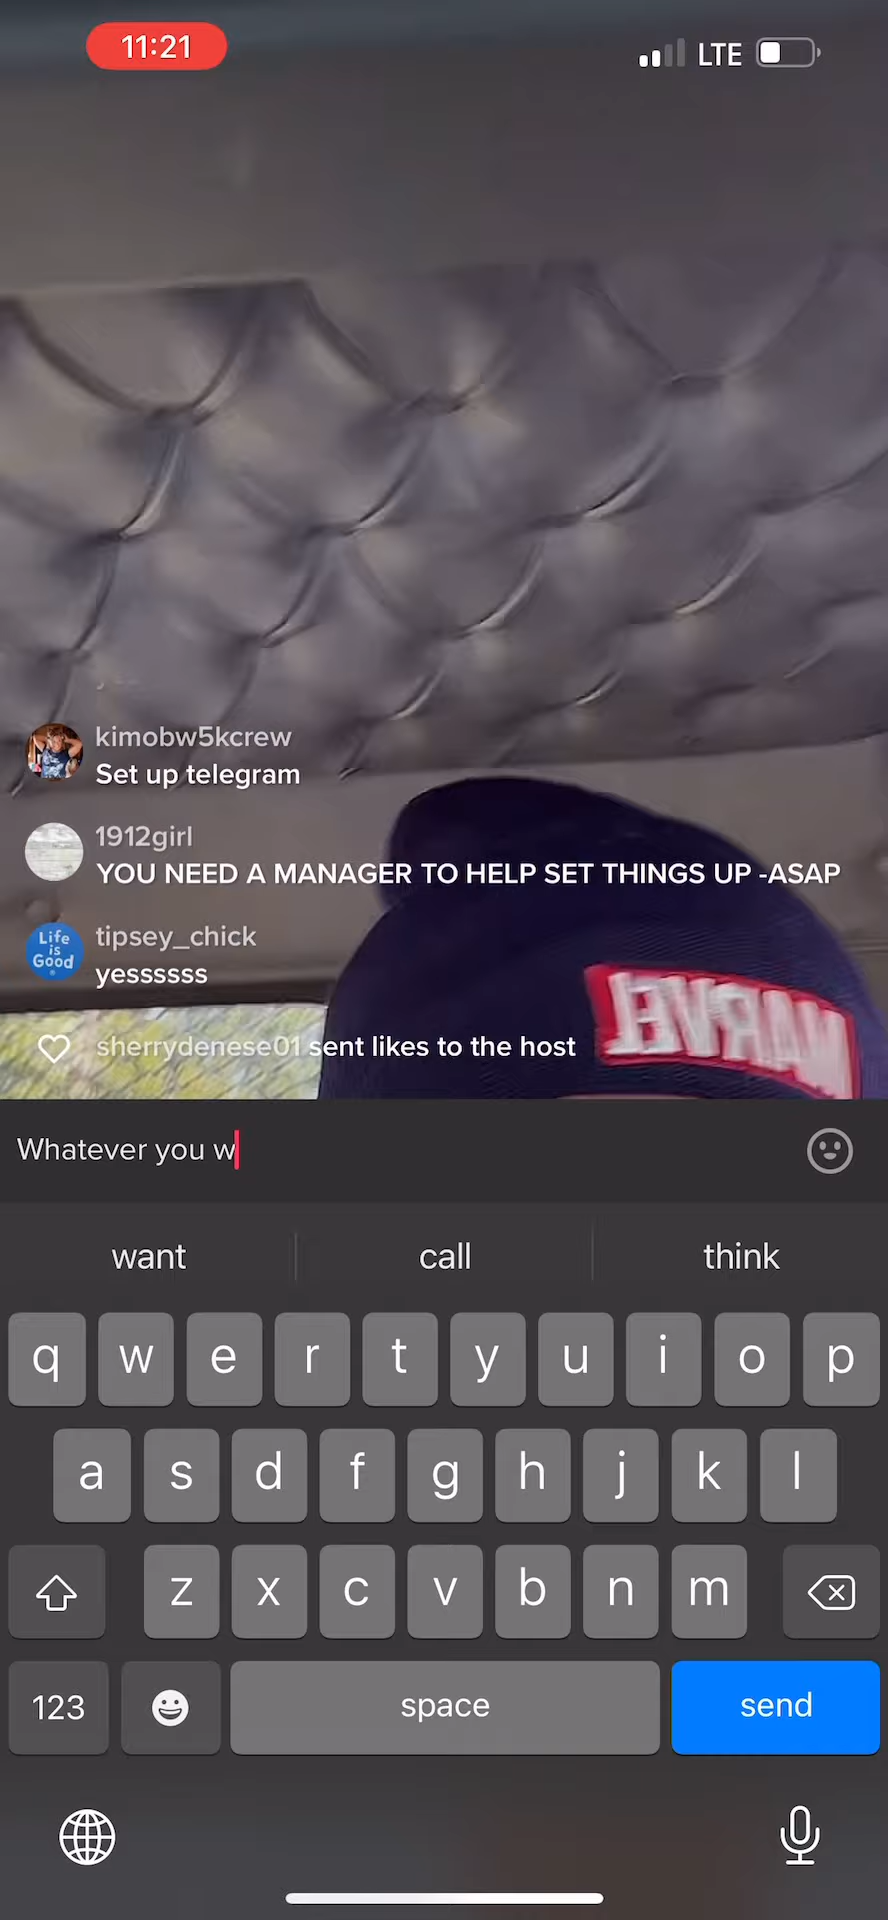 11:21
LTE
kimobw5kcrew
Set up telegram
1912girl
YOU NEED A MANAGER TO HELP SET THINGS UP -ASAP
Life
is
Good
tipsey_chick
yessssss
sherrydenese01 sent likes to the host
MARVEL
Whatever you w
want call think
q w e r t y u i o p
a s d f g h j k l
z x c v b n m
123 space send